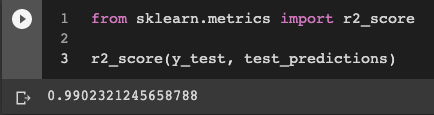 1 from sklearn.metrics import r2_score
2
3 r2_score(y_test, test_predictions)
0.9902321245658788